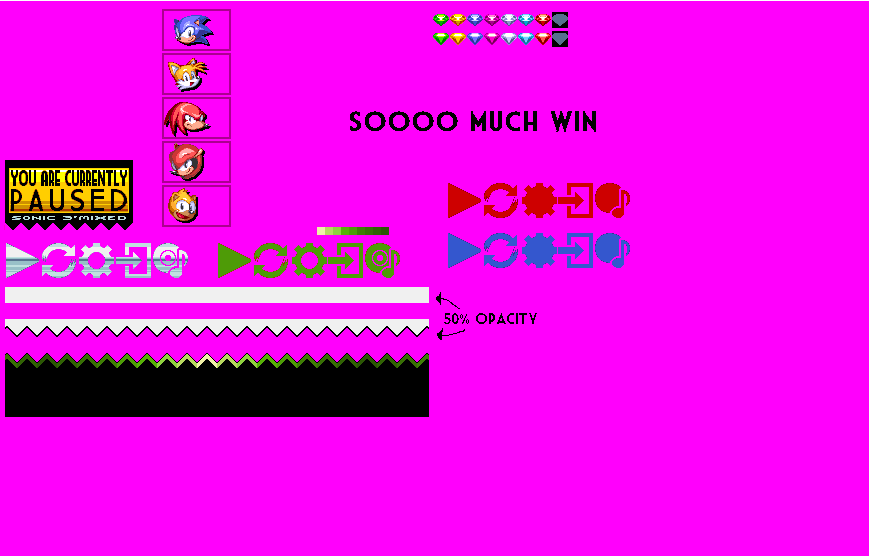 SOOOO MUCH WIN
YOU ARE CURRENTLY
PAUSED
SONIC 3'MIXED
50% OPACITY